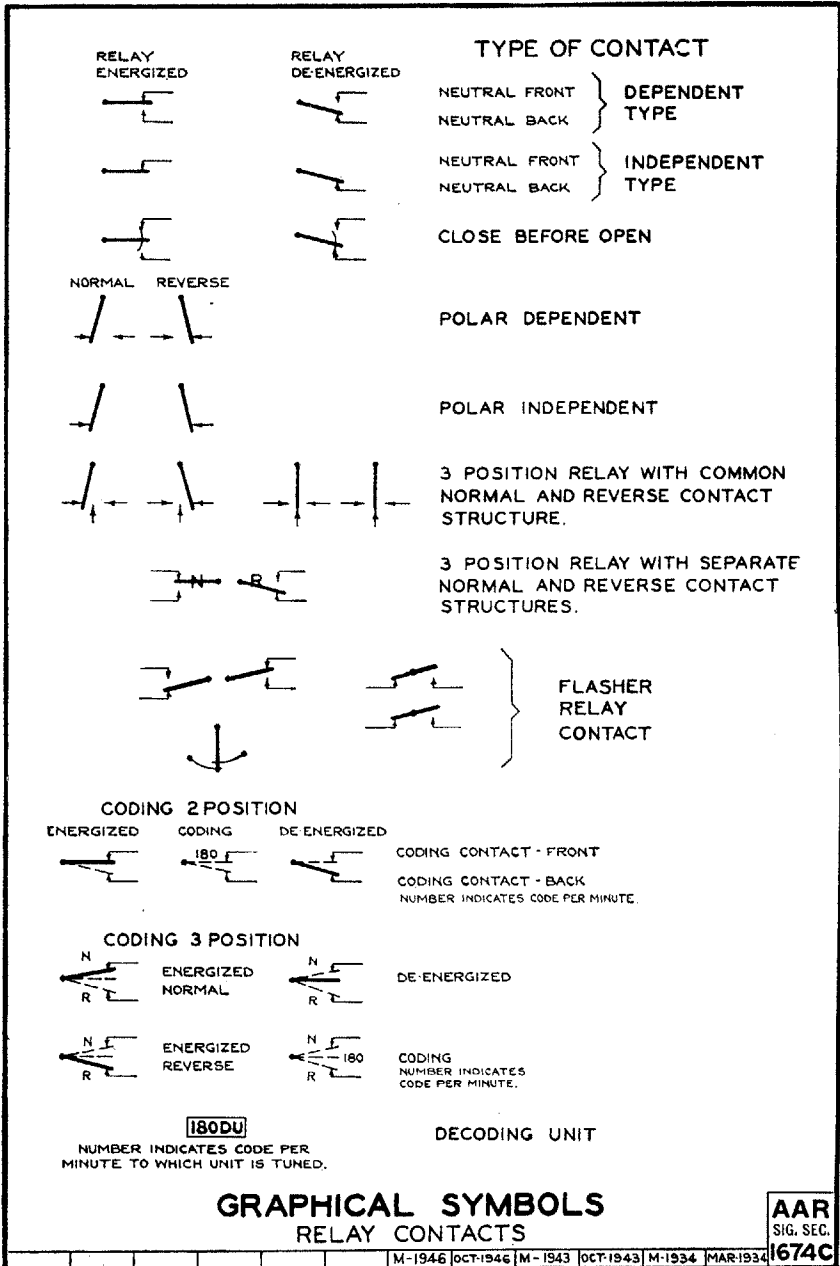 TYPE OF CONTACT
RELAY
ENERGIZED
RELAY
DE-ENERGIZED
NEUTRAL FRONT
NEUTRAL BACK
DEPENDENT
TYPE
NEUTRAL FRONT
NEUTRAL BACK
INDEPENDENT
TYPE
CLOSE BEFORE OPEN
NORMAL REVERSE
POLAR DEPENDENT
POLAR INDEPENDENT
3 POSITION RELAY WITH COMMON
NORMAL AND REVERSE CONTACT
STRUCTURE.
N R
3 POSITION RELAY WITH SEPARATE
NORMAL AND REVERSE CONTACT
STRUCTURES.
FLASHER
RELAY
CONTACT
CODING 2 POSITION
ENERGIZED CODING DE-ENERGIZED
180
CODING CONTACT - FRONT
CODING CONTACT - BACK
NUMBER INDICATES CODE PER MINUTE.
CODING 3 POSITION
N
R
ENERGIZED
NORMAL
N
R
DE-ENERGIZED
N
R
ENERGIZED
REVERSE
N
180
R
CODING
NUMBER INDICATES
CODE PER MINUTE.
180DU
NUMBER INDICATES CODE PER
MINUTE TO WHICH UNIT IS TUNED.
DECODING UNIT
GRAPHICAL SYMBOLS
RELAY CONTACTS
AAR
SIG. SEC.
1674C
M-1946 OCT-1946 M-1943 OCT-1943 M-1934 MAR-1934